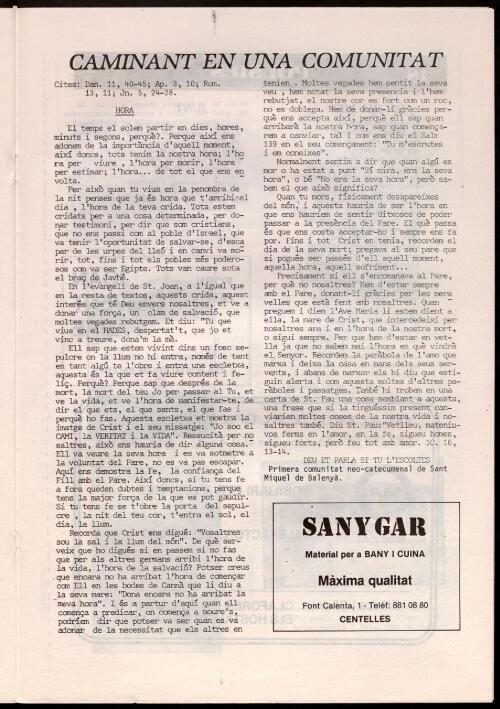 CAMINANT EN UNA COMUNITAT
Cites: Dan. 11, 40-45; Ap. 3, 10; Rom.
13, 11; Jn. 5, 24-28.
HORA
El temps el solem partir en dies, hores,
minuts i segons, perquè?. Perque així ens
adonem de la importància d'aquell moment,
així doncs, tots tenim la nostra hora; l'ho
ra per viure , l'hora per morir, l'hora
per estimar; l'hora... de tot el que ens en
volta.
Per això quan tu vius en la penombra de
la nit penses que ja és hora que t'arribi el
dia , l'hora de la teva crida. Tots estem
cridats per a una cosa determinada, per do-
nar testimoni, per dir que som cristians,
que no ens passi com al poble d'Israel, que
va tenir l'oportunitat de salvar-se, d'esca
par de les urpes del lleó i en canvi va mo-
rir, tot, fins i tot els pobles més podero-
sos com va ser Egipte. Tots van caure sota
el braç de Javhé.
En l'evangeli de St. Joan, a l'igual que
en la resta de textos, aquests crida, aquest
interés que té Deu envers nosaltres, et va a
donar una força, un clam de salvació, que
moltes vegades rebutgem. Et diu: "Tu que
vius en el HADES, desperta't, que jo et
vinc a treure, dona'm la mà.
Ell sap que estem vivint dins un fosc se-
pulcre on la llum no hi entra, només de tant
en tant algú te l'obre i entra una escletxa,
aquesta és la que et fa viure content i fe-
liç. Perquè? Perque sap que després de la
mort, la mort del teu Jo per passar al Tu, et
ve la vida, et ve l'hora de manifestar-te, de
dir el que ets, el que sents, el que fas i
perquè ho fas. Aquesta escletxa et mostra la
imatge de Crist i el seu missatge: "Jo soc el
CAMI, la VERITAT i la VIDA". Ressucità per no-
saltres, això ens hauria de dir alguna cosa.
Ell va veure la seva hora i es va sotmetre a
la voluntat del Pare, no es va pas escapar.
Aquí ens demostra la Fe, la confiança del
Fill amb el Pare. Així doncs, si tu tens fe
a fora queden dubtes i temptacions, perque
tens la major força de la que es pot gaudir.
Si tu tens fe se t'obre la porta del sepul-
cre , la nit del teu cor, t'entra el sol, el
dia, la llum.
Recorda que Crist ens digué: "Vosaltres
sou la sal i la llum del món". De què ser-
veix que ho digués si en passem si no fas
que per als altres germans arribi l'hora de
la vida, l'hora de la salvació? Potser creus
que encara no ha arribat l'hora de començar
com Ell en les bodes de Cannà que li diu a
la seva mare: "Dona encara no ha arribat la
meva hora". I és a partur d'aquí quan ell
comença a predicar, on comença a moure's,
podríem dir que potser va ser quan es va
adonar de la necessitat que els altres en
tenien . Moltes vegades hem sentit la seva
veu , hem notat la seva presencia i l'hem
rebutjat, el nostre cor es fort com un roc,
no es doblega. Hem de donar-li gràcies per-
què ens accepta així, perquè ell sap quan
arribarà la nostra hora, sap quan comença-
rem a canviar, tal i com ens diu el Salm
139 en el seu començament: "Tu m'escrutes
i em coneixes".
Normalment sentim a dir que quan algú es
mor o ha estat a punt "Sí mira, era la seva
hora", o bé "No era la seva hora", però sa-
bem el que això significa?
Quan tu mors, físicament desapareixes
del món, i aquesta hauria de ser l'hora en
que ens hauriem de sentir ditxosos de poder
passar a la presència del Pare. El què passa
és que ens costa acceptar-ho i sempre ens fa
por. Fins i tot Crist en tenia, recorden el
dia de la seva mort, pregava al seu pare que
si pogués ser passés d'ell aquell moment,
aquella hora, aquell sofriment...
Precisament si ell s'encomanava al Pare,
per què no nosaltres? Hem d'estar sempre
amb el Pare, donant-li gràcies per les mera
velles que està fent amb nosaltres. Quan
preguem i diem l'Ave Maria li estem dient a
ella, la mare de Crist, que intercedeixi per
nosaltres ara i en l'hora de la nostra mort,
o sigui sempre. Per que hem d'estar en vet-
lla ja que no sabem mai l'hora en què vindrà
el Senyor. Recordem la paràbola de l'amo que
marxa i deixa la casa en mans dels seus ser-
vents, i abans de marxar els hi diu que esti-
guin alerta i com aquesta moltes d'altres pa-
ràboles i passatges. També hi troben en una
carta de St. Pau una cosa semblant a aquesta,
una frase que si la tinguéssim present can-
viarien moltes coses de la nostra vida i no-
saltres també. Diu St. Pau:"Vetlleu, mateniu-
vos ferms en l'amor, en la fe, sigueu homes,
sigueu forts, però feu tot amb amor. 1C. 16,
13-14.
DEU ET PARLA SI TU L'ESCOLTES
Primera comunitat neo-catecumenal de Sant
Miquel de Balenyà.
SANYGAR
Material per a BANY I CUINA
Màxima qualitat
Font Calenta, 1 - Telèf: 881 08 80
CENTELLES